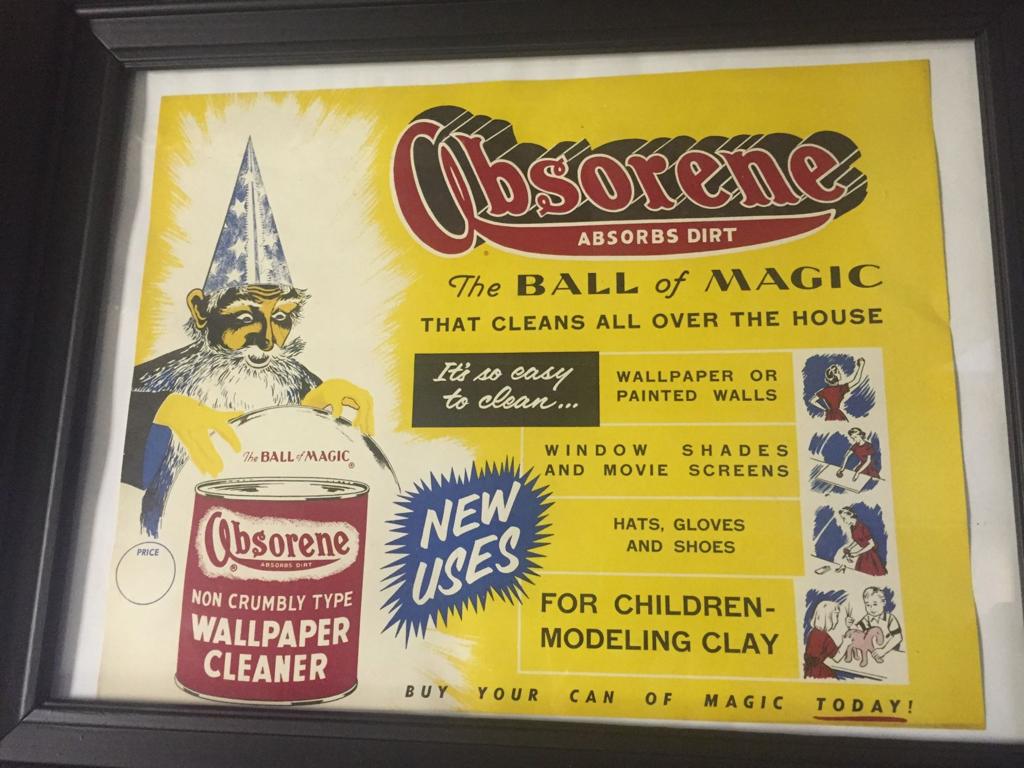 Obsorene
ABSORBS DIRT
The BALL of MAGIC
THAT CLEANS ALL OVER THE HOUSE
It's so easy
to clean...
WALLPAPER OR
PAINTED WALLS
WINDOW SHADES
AND MOVIE SCREENS
HATS, GLOVES
AND SHOES
NEW
USES
FOR CHILDREN-
MODELING CLAY
BUY YOUR CAN OF MAGIC TODAY!
The BALL of MAGIC ®
PRICE
Obsorene
®
ABSORBS DIRT
NON CRUMBLY TYPE
WALLPAPER
CLEANER